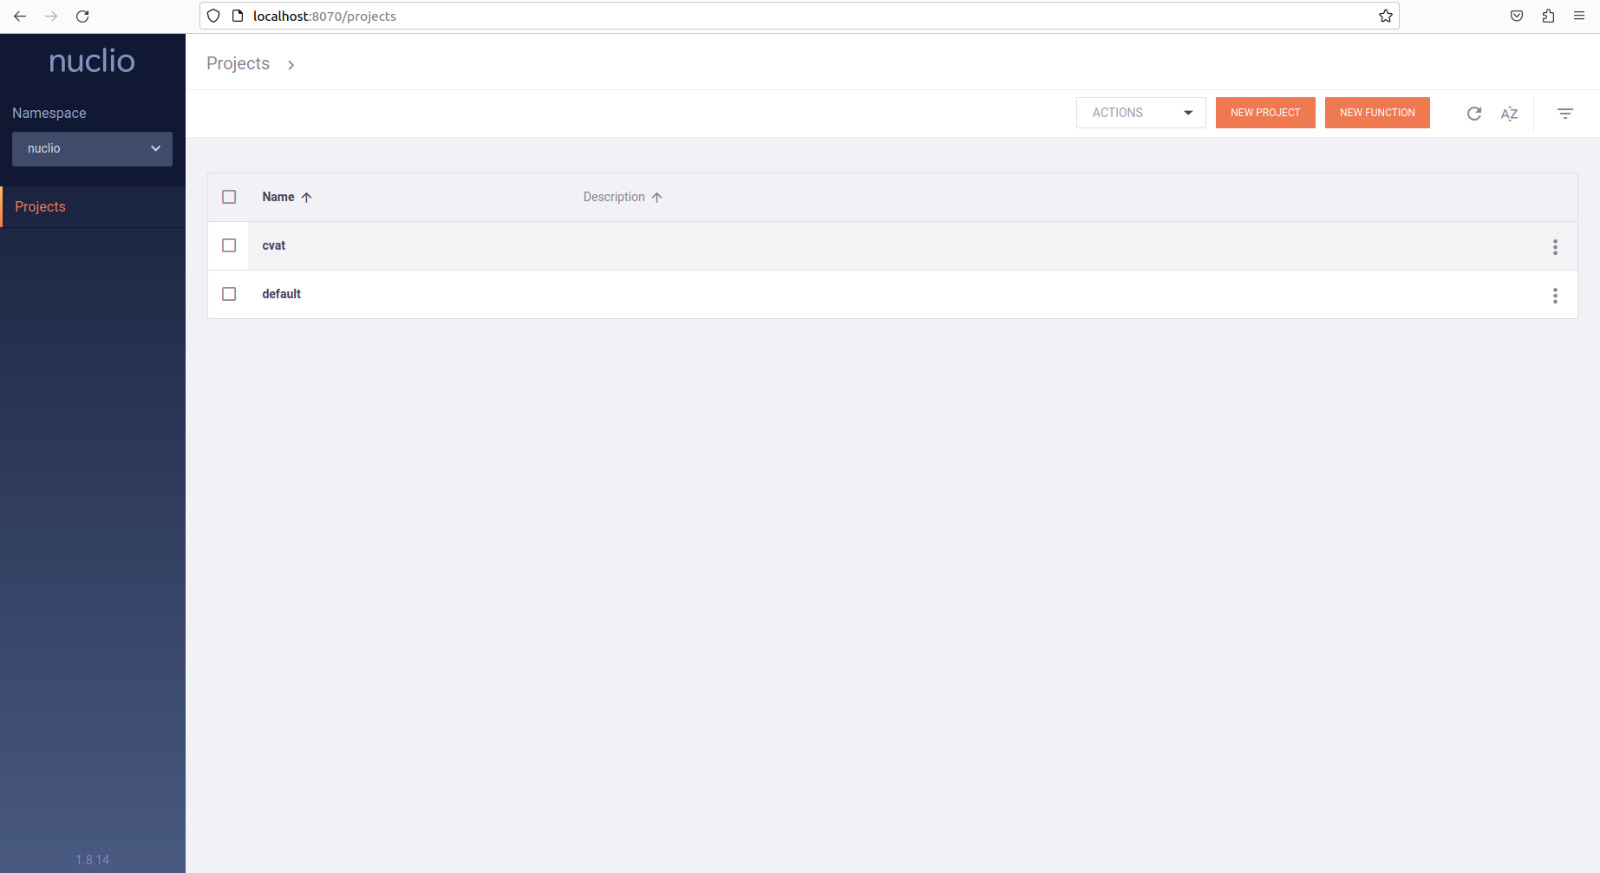 localhost:8070/projects
nuclio
Namespace
nuclio
Projects
1.8.14
Projects
ACTIONS
NEW PROJECT
NEW FUNCTION
AZ
Name
Description
cvat
default